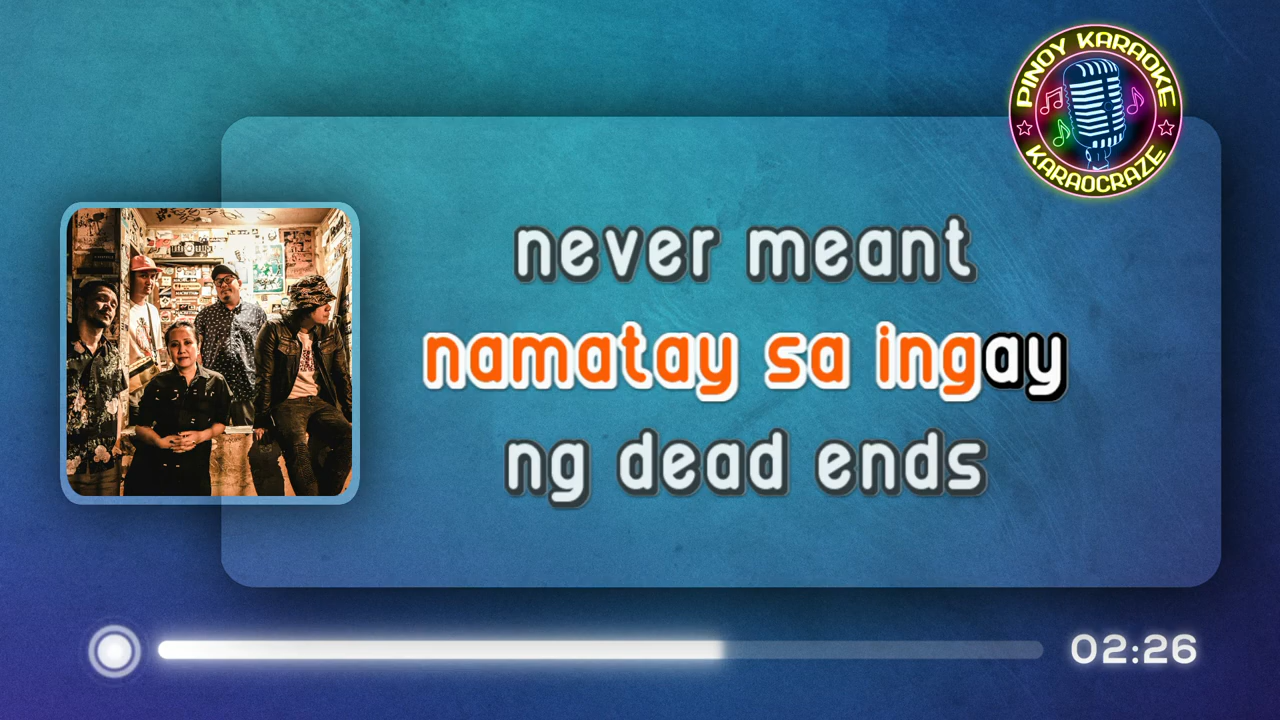 PINOY KARAOKE
KARAOCRAZE
never meant
namatay sa ingay
ng dead ends
02:26